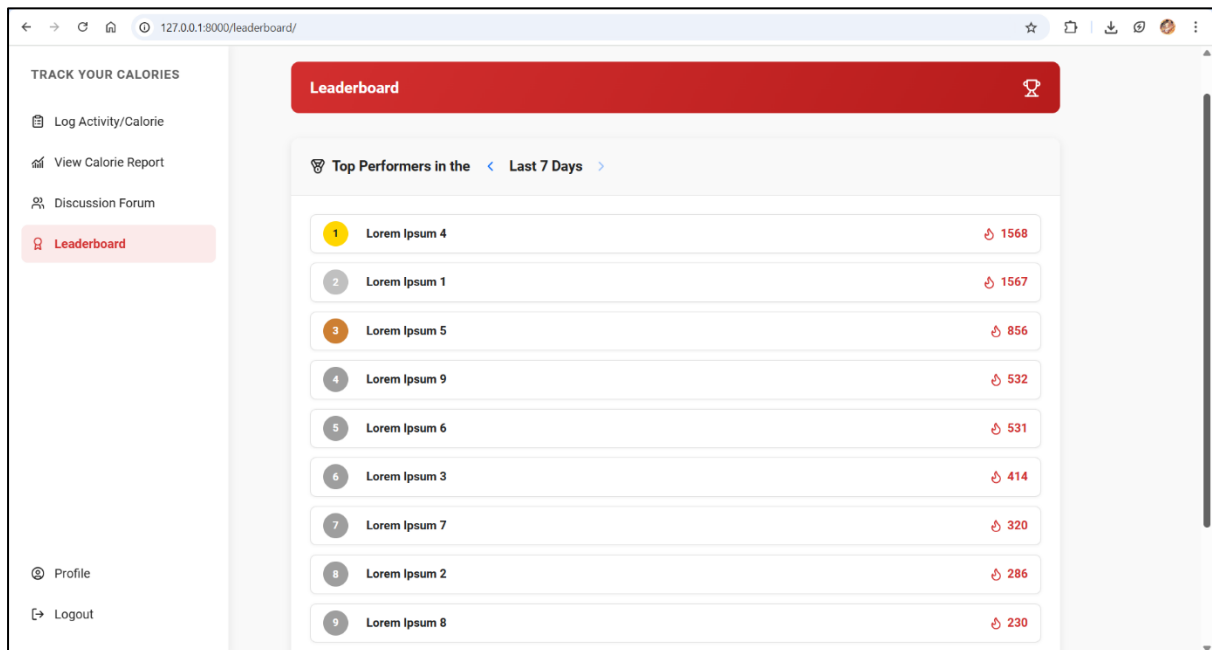 127.0.0.1:8000/leaderboard/
TRACK YOUR CALORIES
Log Activity/Calorie
View Calorie Report
Discussion Forum
Leaderboard
Profile
Logout
Leaderboard
Top Performers in the < Last 7 Days >
1 Lorem Ipsum 4 1568
2 Lorem Ipsum 1 1567
3 Lorem Ipsum 5 856
4 Lorem Ipsum 9 532
5 Lorem Ipsum 6 531
6 Lorem Ipsum 3 414
7 Lorem Ipsum 7 320
8 Lorem Ipsum 2 286
9 Lorem Ipsum 8 230